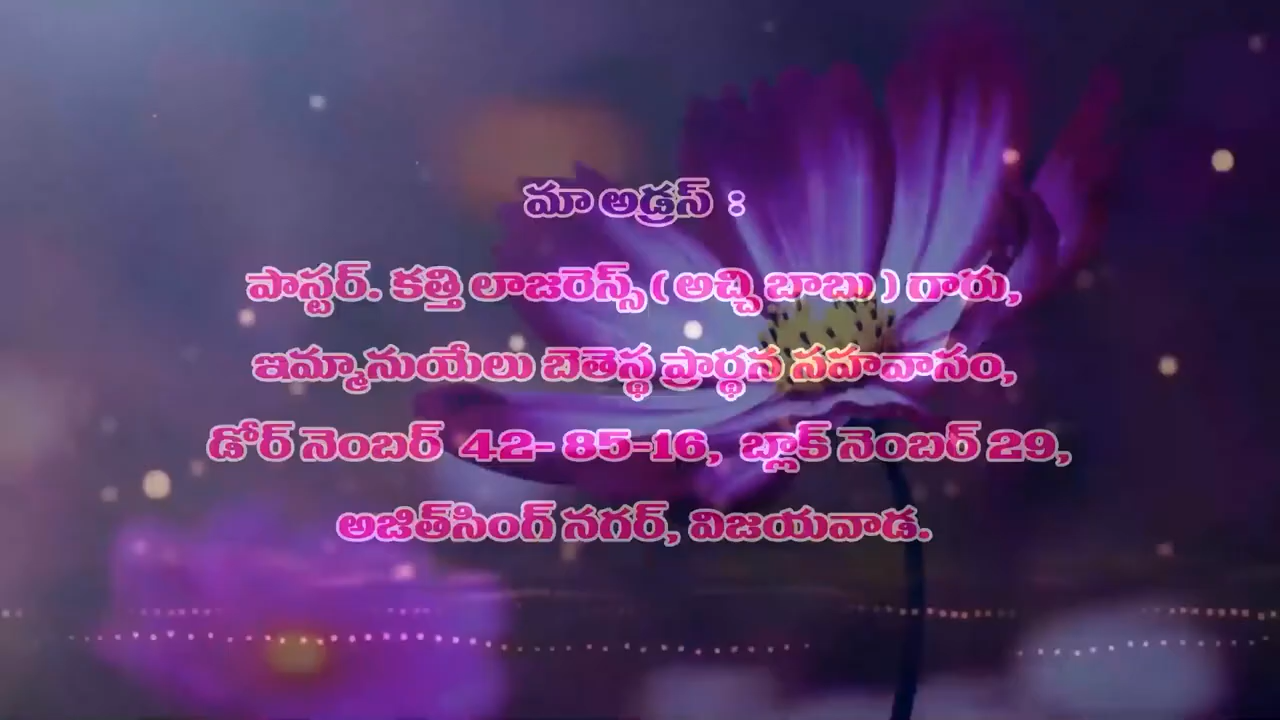 మా అడ్రస్ :
పాస్టర్. కత్తి లాజరెన్స్ ( అచ్చి బాబు ) గారు,
ఇమ్మానుయేలు బెతెస్థ ప్రార్థన సహవాసం,
డోర్ నెంబర్ 42- 85-16, బ్లాక్ నెంబర్ 29,
అజిత్‌సింగ్ నగర్, విజయవాడ.